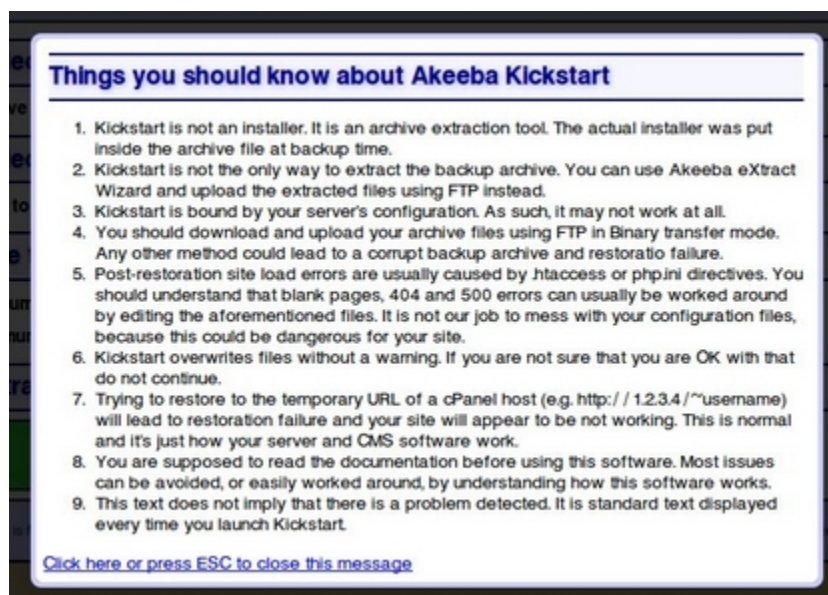 Things you should know about Akeeba Kickstart
1. Kickstart is not an installer. It is an archive extraction tool. The actual installer was put
inside the archive file at backup time.
2. Kickstart is not the only way to extract the backup archive. You can use Akeeba eXtract
Wizard and upload the extracted files using FTP instead.
3. Kickstart is bound by your server's configuration. As such, it may not work at all.
4. You should download and upload your archive files using FTP in Binary transfer mode.
Any other method could lead to a corrupt backup archive and restoratio failure.
5. Post-restoration site load errors are usually caused by .htaccess or php.ini directives. You
should understand that blank pages, 404 and 500 errors can usually be worked around
by editing the aforementioned files. It is not our job to mess with your configuration files,
because this could be dangerous for your site.
6. Kickstart overwrites files without a warning. If you are not sure that you are OK with that
do not continue.
7. Trying to restore to the temporary URL of a cPanel host (e.g. http://1.2.3.4/~username)
will lead to restoration failure and your site will appear to be not working. This is normal
and it's just how your server and CMS software work.
8. You are supposed to read the documentation before using this software. Most issues
can be avoided, or easily worked around, by understanding how this software works.
9. This text does not imply that there is a problem detected. It is standard text displayed
every time you launch Kickstart.
Click here or press ESC to close this message